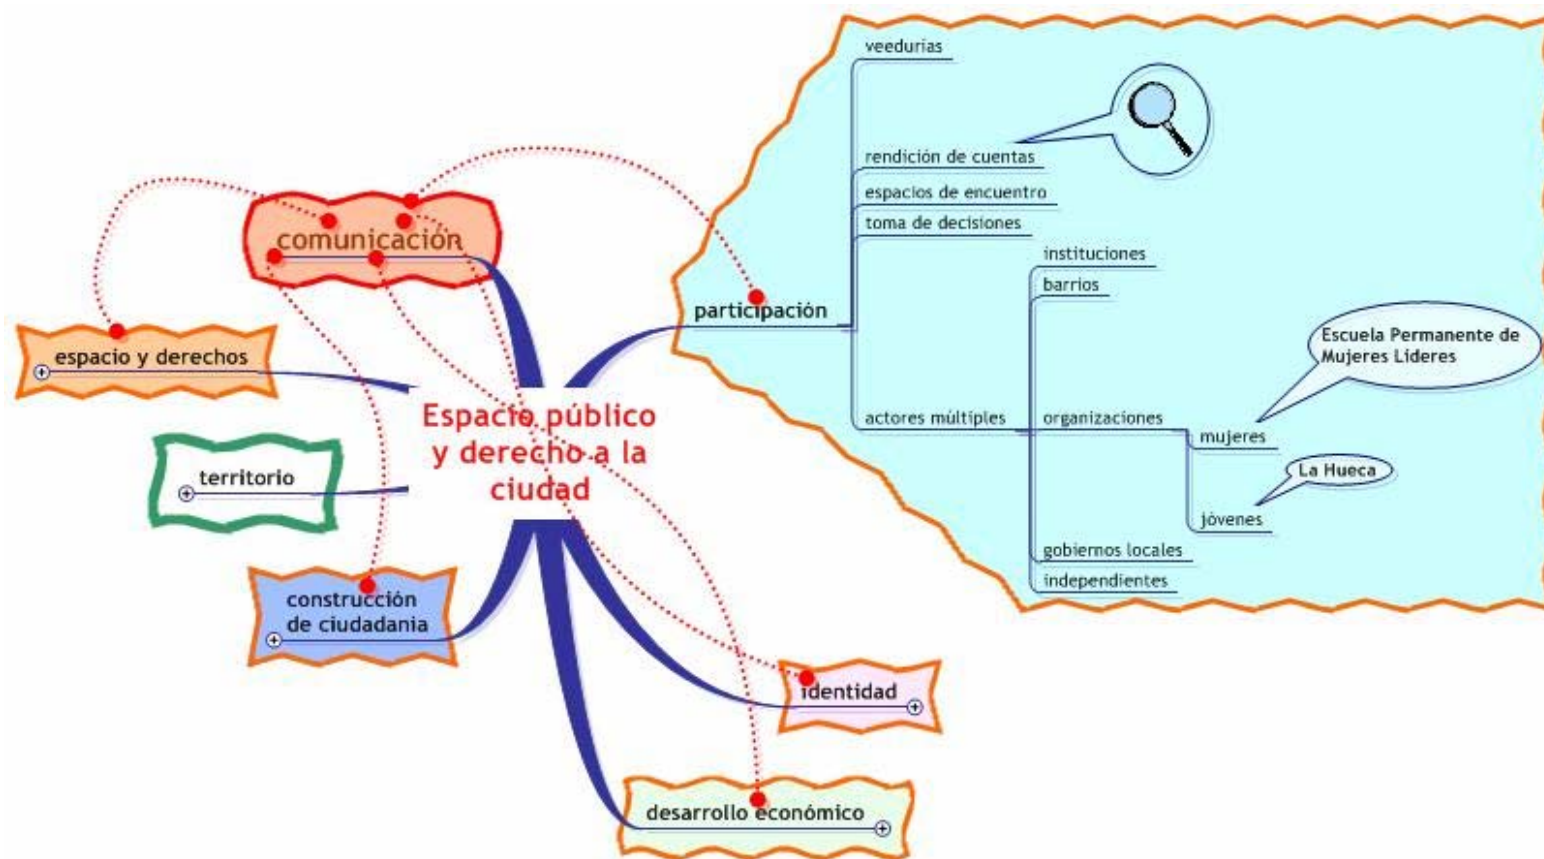 comunicación
espacio y derechos
territorio
construcción
de ciudadania
Espacio público
y derecho a la
ciudad
participación
veedurías
rendición de cuentas
espacios de encuentro
toma de decisiones
actores múltiples
instituciones
barrios
organizaciones
mujeres
Escuela Permanente de
Mujeres Lideres
La Hueca
jóvenes
gobiernos locales
independientes
identidad
desarrollo económico